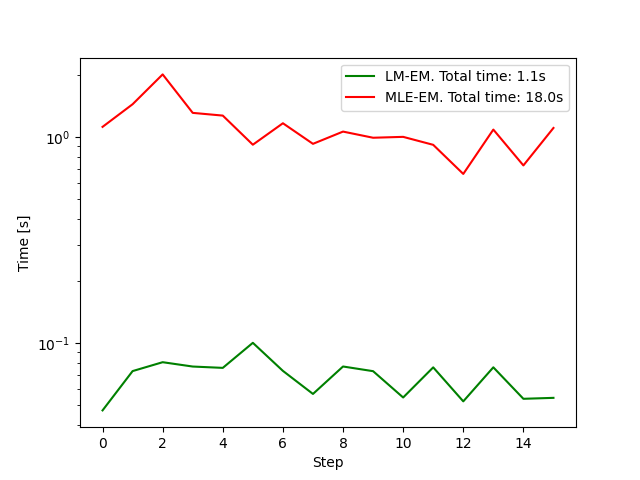 LM-EM. Total time: 1.1s
MLE-EM. Total time: 18.0s
10⁰
10⁻¹
Time [s]
0 2 4 6 8 10 12 14
Step